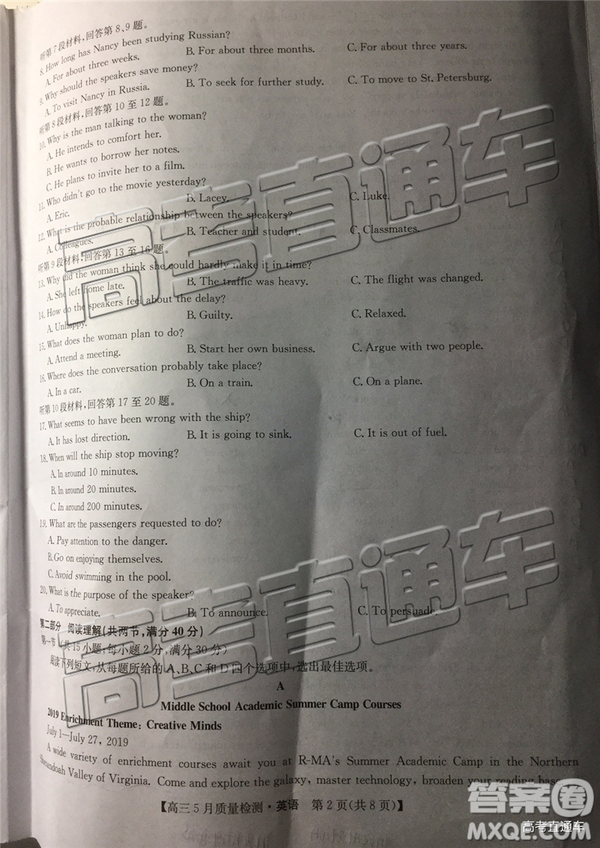 听第7段材料,回答第8、9题。
8. How long has Nancy been studying Russian?
A. For about three weeks. B. For about three months. C. For about three years.
9. Why should the speakers save money?
A. To visit Nancy in Russia. B. To seek for further study. C. To move to St. Petersburg.
听第8段材料,回答第10至12题。
10. Why is the man talking to the woman?
A. He intends to comfort her.
B. He wants to borrow her notes.
C. He plans to invite her to a film.
11. Who didn't go to the movie yesterday?
A. Eric. B. Lacey. C. Luke.
12. What is the probable relationship between the speakers?
A. Colleagues. B. Teacher and student. C. Classmates.
听第9段材料,回答第13至16题。
13. Why did the woman think she could hardly make it in time?
A. She left home late. B. The traffic was heavy. C. The flight was changed.
14. How do the speakers feel about the delay?
A. Unhappy. B. Guilty. C. Relaxed.
15. What does the woman plan to do?
A. Attend a meeting. B. Start her own business. C. Argue with two people.
16. Where does the conversation take place?
A. In a car. B. On a train. C. On a plane.
听第10段材料,回答第17至20题。
17. What seems to have been wrong with the ship?
A. It has lost direction. B. It is going to sink. C. It is out of fuel.
18. When will the ship stop moving?
A. In around 10 minutes.
B. In around 20 minutes.
C. In around 200 minutes.
19. What are the passengers requested to do?
A. Pay attention to the danger.
B. Go on enjoying themselves.
C. Avoid swimming in the pool.
20. What is the purpose of the speaker?
A. To appreciate. B. To announce. C. To persuade.
第二部分 阅读理解(共两节,满分40分)
第一节 (共15小题;每小题2分,满分30分)
阅读下列短文,从每题所给的A、B、C和D四个选项中,选出最佳选项。
A
Middle School Academic Summer Camp Courses
2019 Enrichment Theme: Creative Minds
July 1—July 27, 2019
A wide variety of enrichment courses await you at R-MA's Summer Academic Camp in the Northern
Shenandoah Valley of Virginia. Come and explore the galaxy, master technology, broaden your reading base
【高三5月质量检测·英语 第2页(共8页)】
高考直通车
高考直通车
答案圈
MXQE.COM
高考直通车